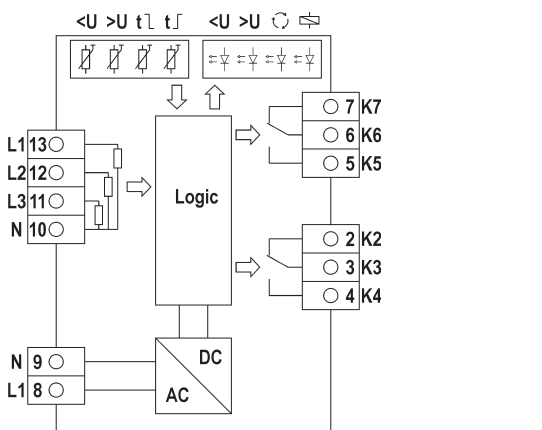 <U >U t t <U >U
7 K7
6 K6
5 K5
L1 13
L2 12
L3 11
N 10
Logic
2 K2
3 K3
4 K4
N 9
L1 8
DC
AC